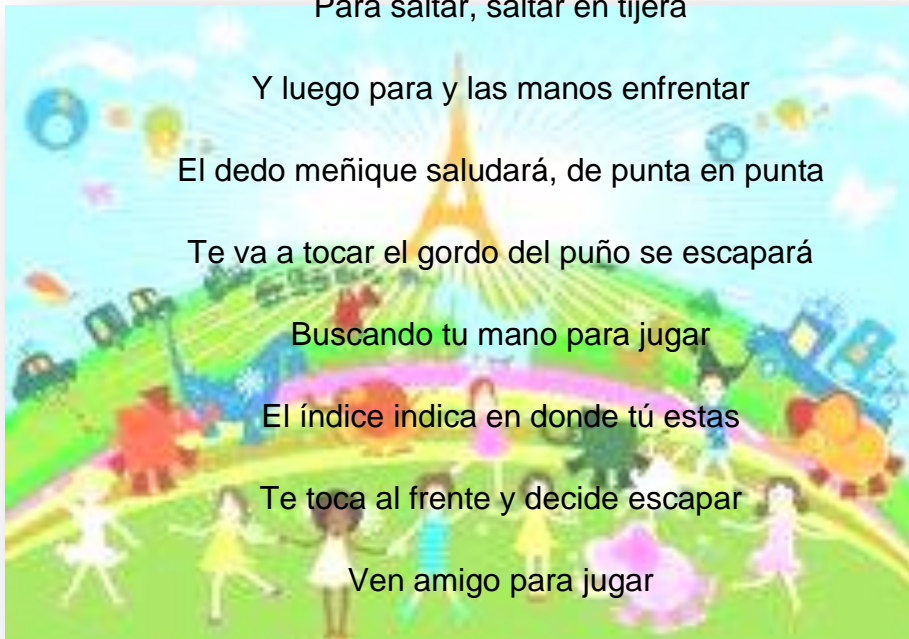 Para saltar, saltar en tijera
Y luego para y las manos enfrentar
El dedo meñique saludará, de punta en punta
Te va a tocar el gordo del puño se escapará
Buscando tu mano para jugar
El índice indica en donde tú estas
Te toca al frente y decide escapar
Ven amigo para jugar